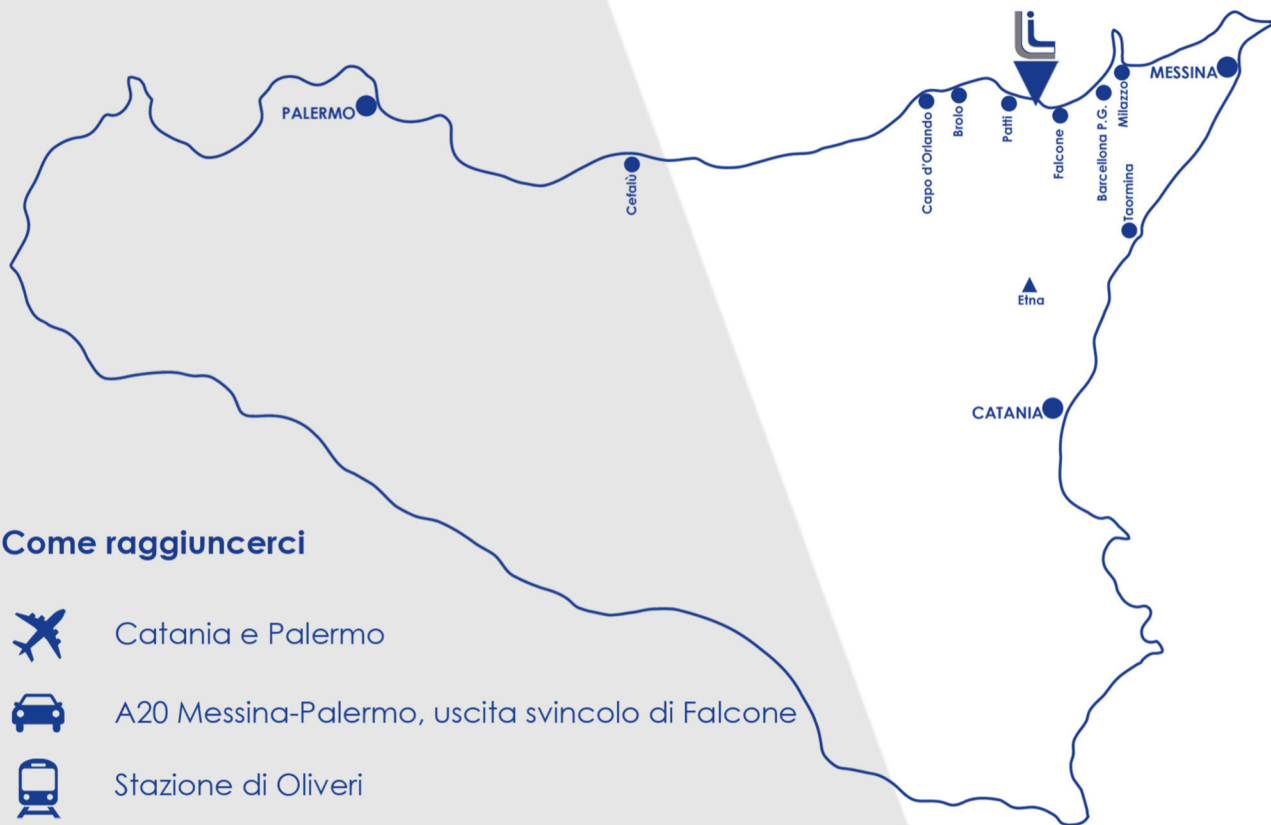 PALERMO
Cefalù
Capo d'Orlando
Brolo
Patti
Falcone
Barcellona P.G.
Milazzo
MESSINA
Taormina
Etna
CATANIA
Come raggiuncerci
Catania e Palermo
A20 Messina-Palermo, uscita svincolo di Falcone
Stazione di Oliveri